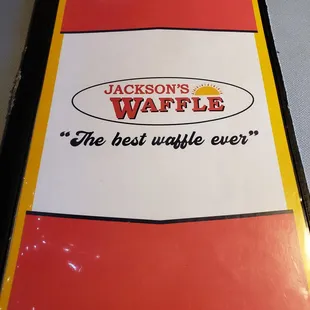 JACKSON'S
WAFFLE
"The best waffle ever"